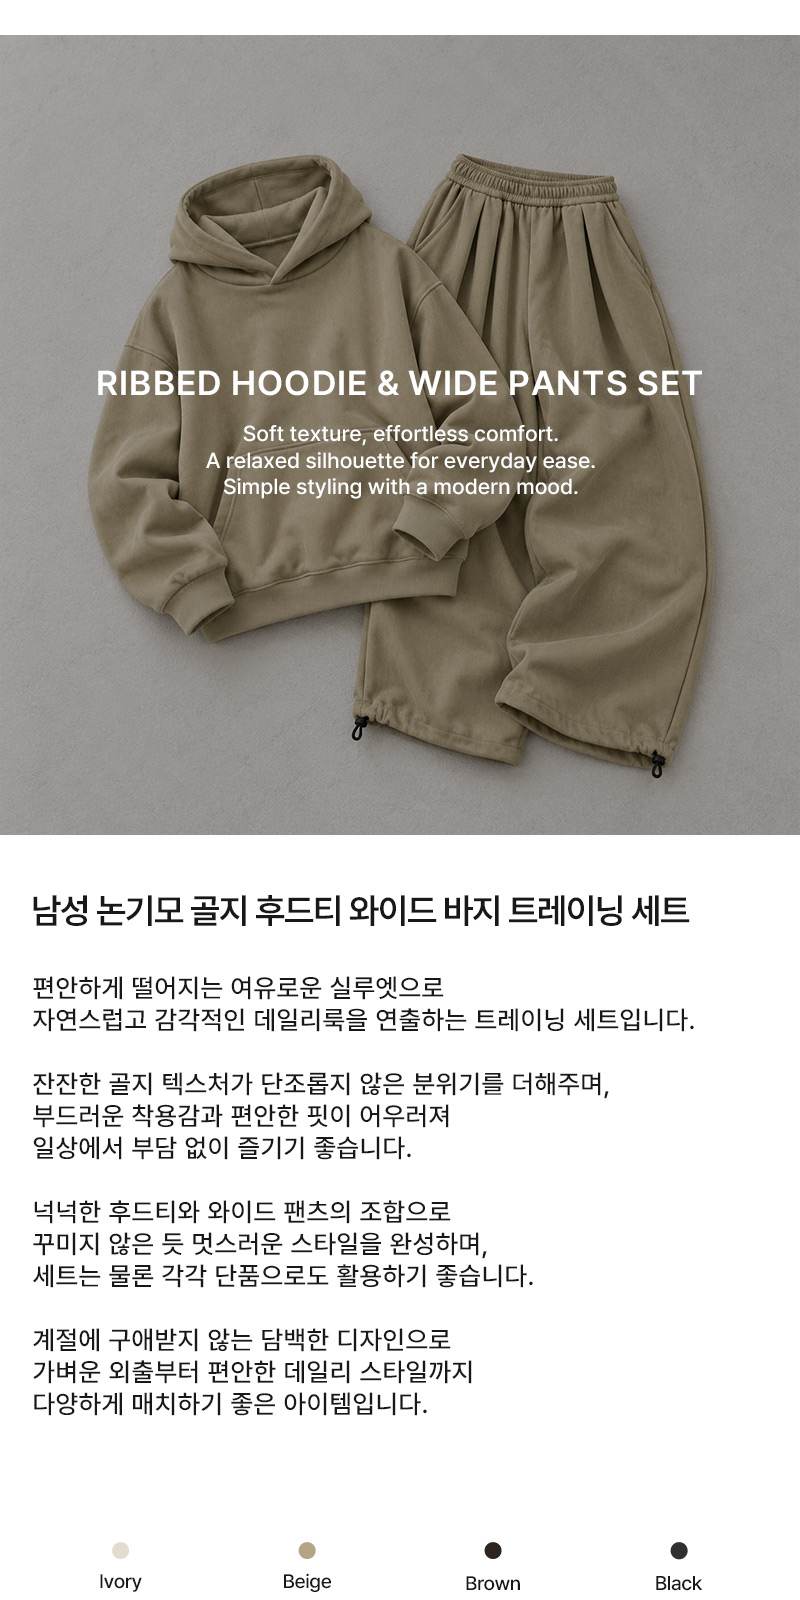 RIBBED HOODIE & WIDE PANTS SET
Soft texture, effortless comfort.
A relaxed silhouette for everyday ease.
Simple styling with a modern mood.
남성 논기모 골지 후드티 와이드 바지 트레이닝 세트
편안하게 떨어지는 여유로운 실루엣으로
자연스럽고 감각적인 데일리룩을 연출하는 트레이닝 세트입니다.
잔잔한 골지 텍스처가 단조롭지 않은 분위기를 더해주며,
부드러운 착용감과 편안한 핏이 어우러져
일상에서 부담 없이 즐기기 좋습니다.
넉넉한 후드티와 와이드 팬츠의 조합으로
꾸미지 않은 듯 멋스러운 스타일을 완성하며,
세트는 물론 각각 단품으로도 활용하기 좋습니다.
계절에 구애받지 않는 담백한 디자인으로
가벼운 외출부터 편안한 데일리 스타일까지
다양하게 매치하기 좋은 아이템입니다.
Ivory
Beige
Brown
Black